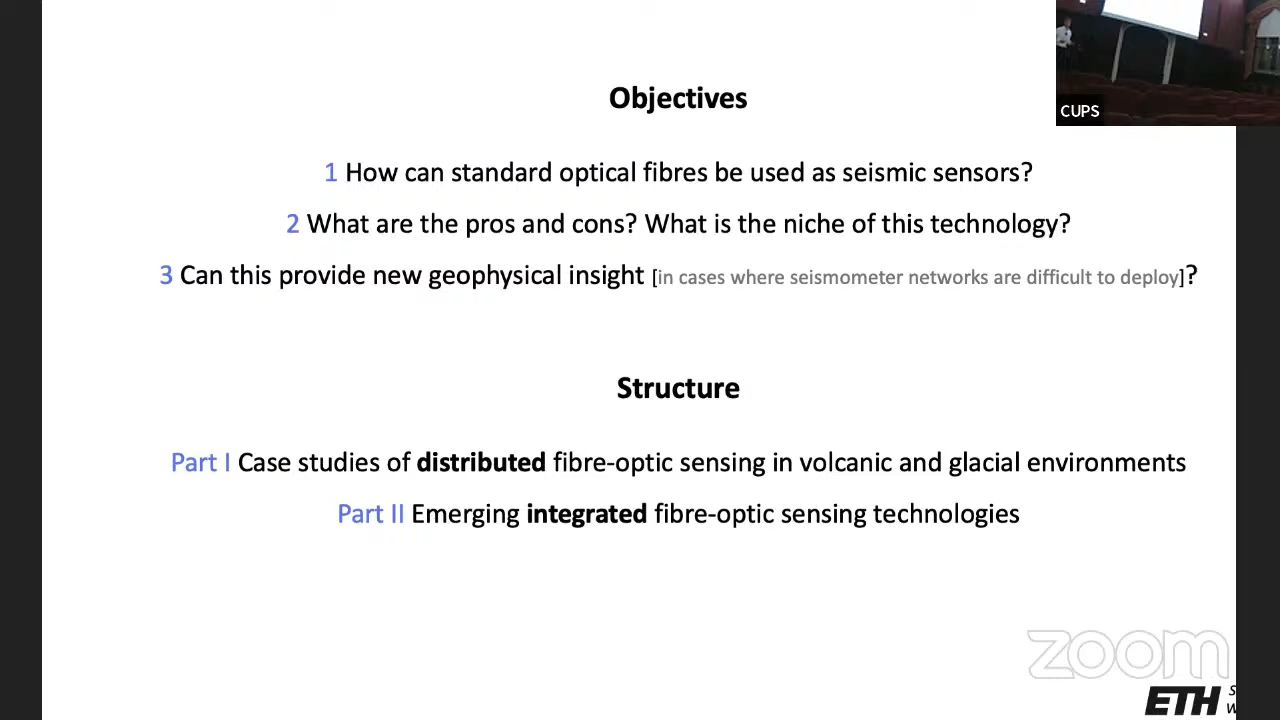 Objectives
CUPS
1 How can standard optical fibres be used as seismic sensors?
2 What are the pros and cons? What is the niche of this technology?
3 Can this provide new geophysical insight [in cases where seismometer networks are difficult to deploy]?
Structure
Part I Case studies of distributed fibre-optic sensing in volcanic and glacial environments
Part II Emerging integrated fibre-optic sensing technologies
zoom
ETH S
W